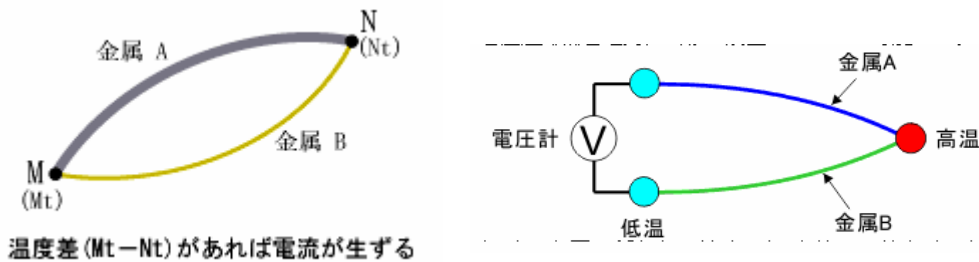 金属 A
N
(Nt)
金属 B
M
(Mt)
温度差(Mt−Nt)があれば電流が生ずる
金属A
電圧計
V
高温
低温
金属B